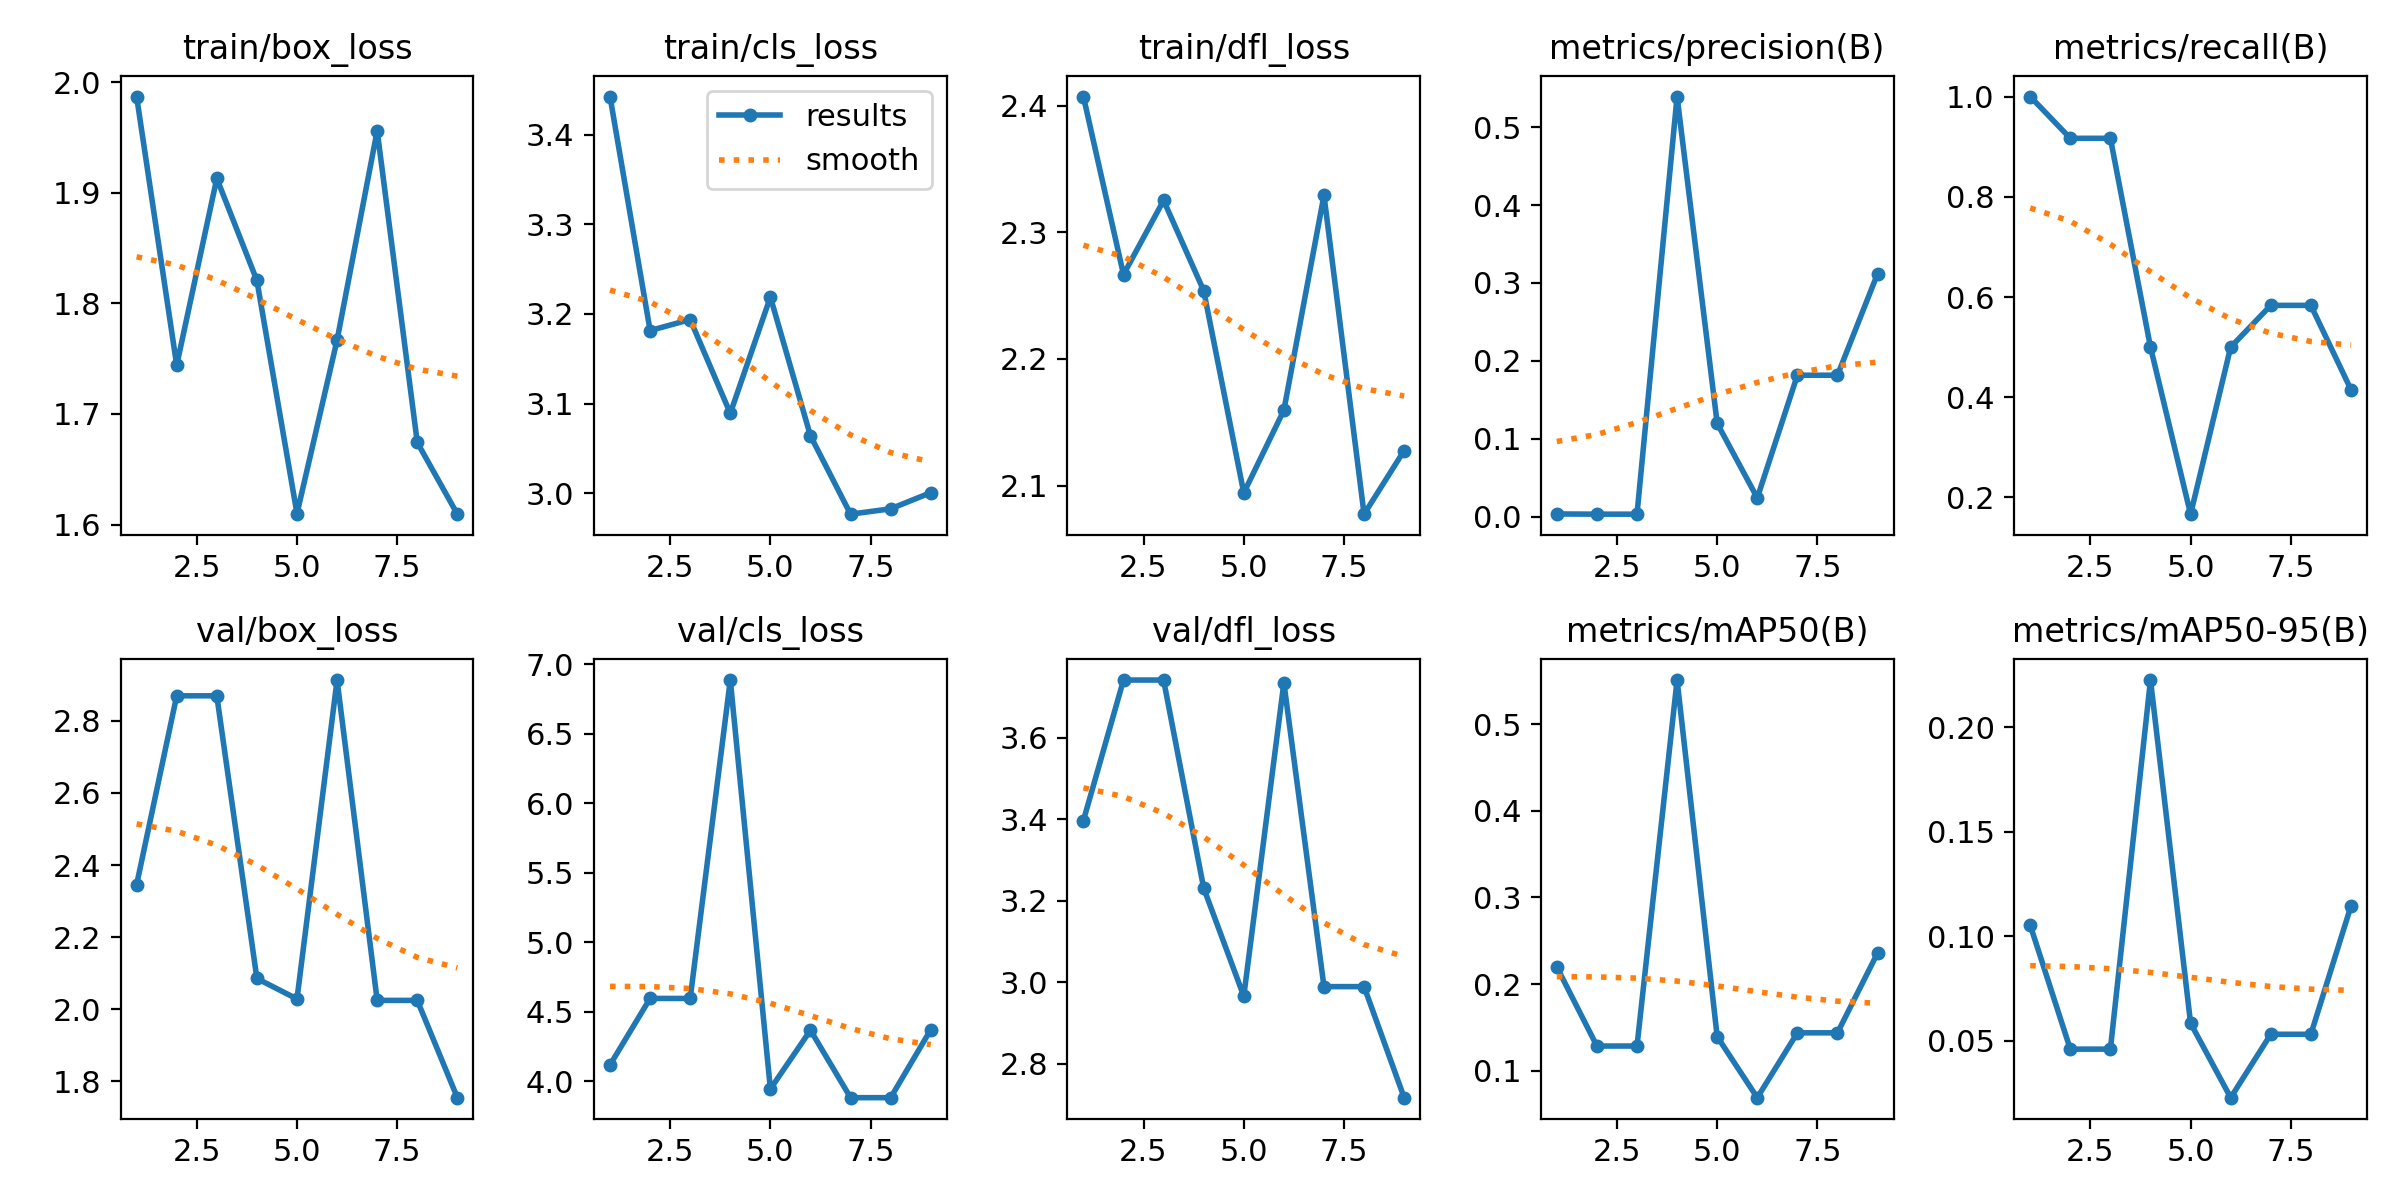 train/box_loss
2.0
1.9
1.8
1.7
1.6
2.5 5.0 7.5
train/cls_loss
results
smooth
3.4
3.3
3.2
3.1
3.0
2.5 5.0 7.5
train/dfl_loss
2.4
2.3
2.2
2.1
2.5 5.0 7.5
metrics/precision(B)
0.5
0.4
0.3
0.2
0.1
0.0
2.5 5.0 7.5
metrics/recall(B)
1.0
0.8
0.6
0.4
0.2
2.5 5.0 7.5
val/box_loss
2.8
2.6
2.4
2.2
2.0
1.8
2.5 5.0 7.5
val/cls_loss
7.0
6.5
6.0
5.5
5.0
4.5
4.0
2.5 5.0 7.5
val/dfl_loss
3.6
3.4
3.2
3.0
2.8
2.5 5.0 7.5
metrics/mAP50(B)
0.5
0.4
0.3
0.2
0.1
2.5 5.0 7.5
metrics/mAP50-95(B)
0.20
0.15
0.10
0.05
2.5 5.0 7.5